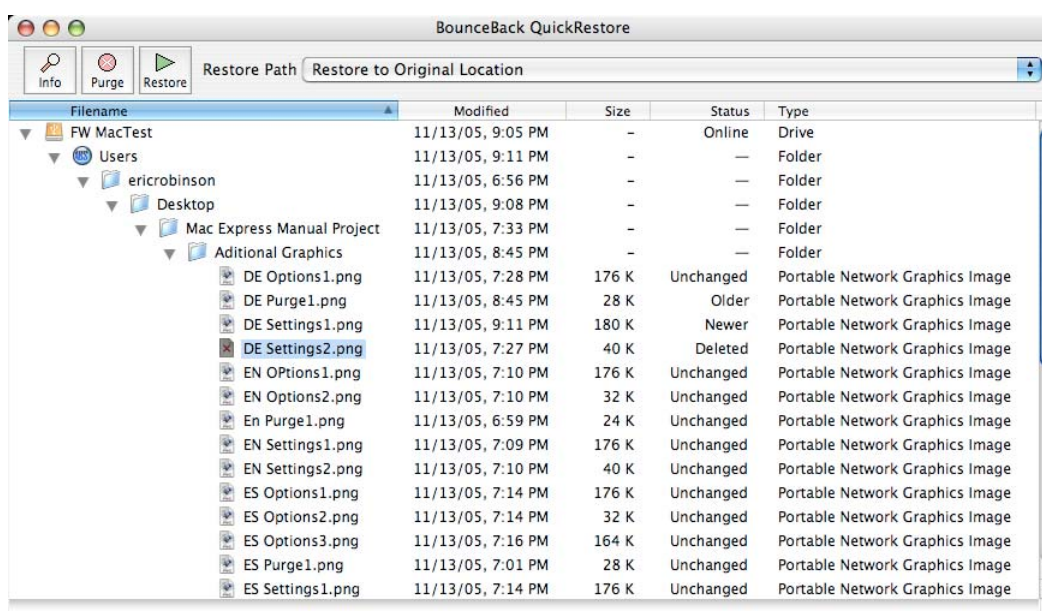 BounceBack QuickRestore
Info Purge Restore Restore Path Restore to Original Location
Filename Modified Size Status Type
FW MacTest 11/13/05, 9:05 PM – Online Drive
Users 11/13/05, 9:11 PM – — Folder
ericrobinson 11/13/05, 6:56 PM – — Folder
Desktop 11/13/05, 9:08 PM – — Folder
Mac Express Manual Project 11/13/05, 7:33 PM – — Folder
Aditional Graphics 11/13/05, 8:45 PM – — Folder
DE Options1.png 11/13/05, 7:28 PM 176 K Unchanged Portable Network Graphics Image
DE Purge1.png 11/13/05, 8:45 PM 28 K Older Portable Network Graphics Image
DE Settings1.png 11/13/05, 9:11 PM 180 K Newer Portable Network Graphics Image
DE Settings2.png 11/13/05, 7:27 PM 40 K Deleted Portable Network Graphics Image
EN OPtions1.png 11/13/05, 7:10 PM 176 K Unchanged Portable Network Graphics Image
EN Options2.png 11/13/05, 7:10 PM 32 K Unchanged Portable Network Graphics Image
En Purge1.png 11/13/05, 6:59 PM 24 K Unchanged Portable Network Graphics Image
EN Settings1.png 11/13/05, 7:09 PM 176 K Unchanged Portable Network Graphics Image
EN Settings2.png 11/13/05, 7:10 PM 40 K Unchanged Portable Network Graphics Image
ES Options1.png 11/13/05, 7:14 PM 176 K Unchanged Portable Network Graphics Image
ES Options2.png 11/13/05, 7:14 PM 32 K Unchanged Portable Network Graphics Image
ES Options3.png 11/13/05, 7:16 PM 164 K Unchanged Portable Network Graphics Image
ES Purge1.png 11/13/05, 7:01 PM 28 K Unchanged Portable Network Graphics Image
ES Settings1.png 11/13/05, 7:14 PM 176 K Unchanged Portable Network Graphics Image